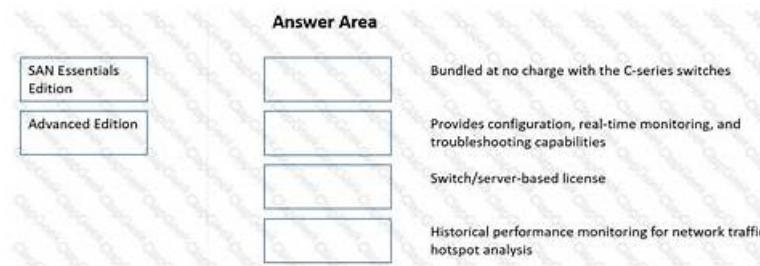 Answer Area
SAN Essentials
Edition
Bundled at no charge with the C-series switches
Advanced Edition
Provides configuration, real-time monitoring, and
troubleshooting capabilities
Switch/server-based license
Historical performance monitoring for network traffi
hotspot analysis